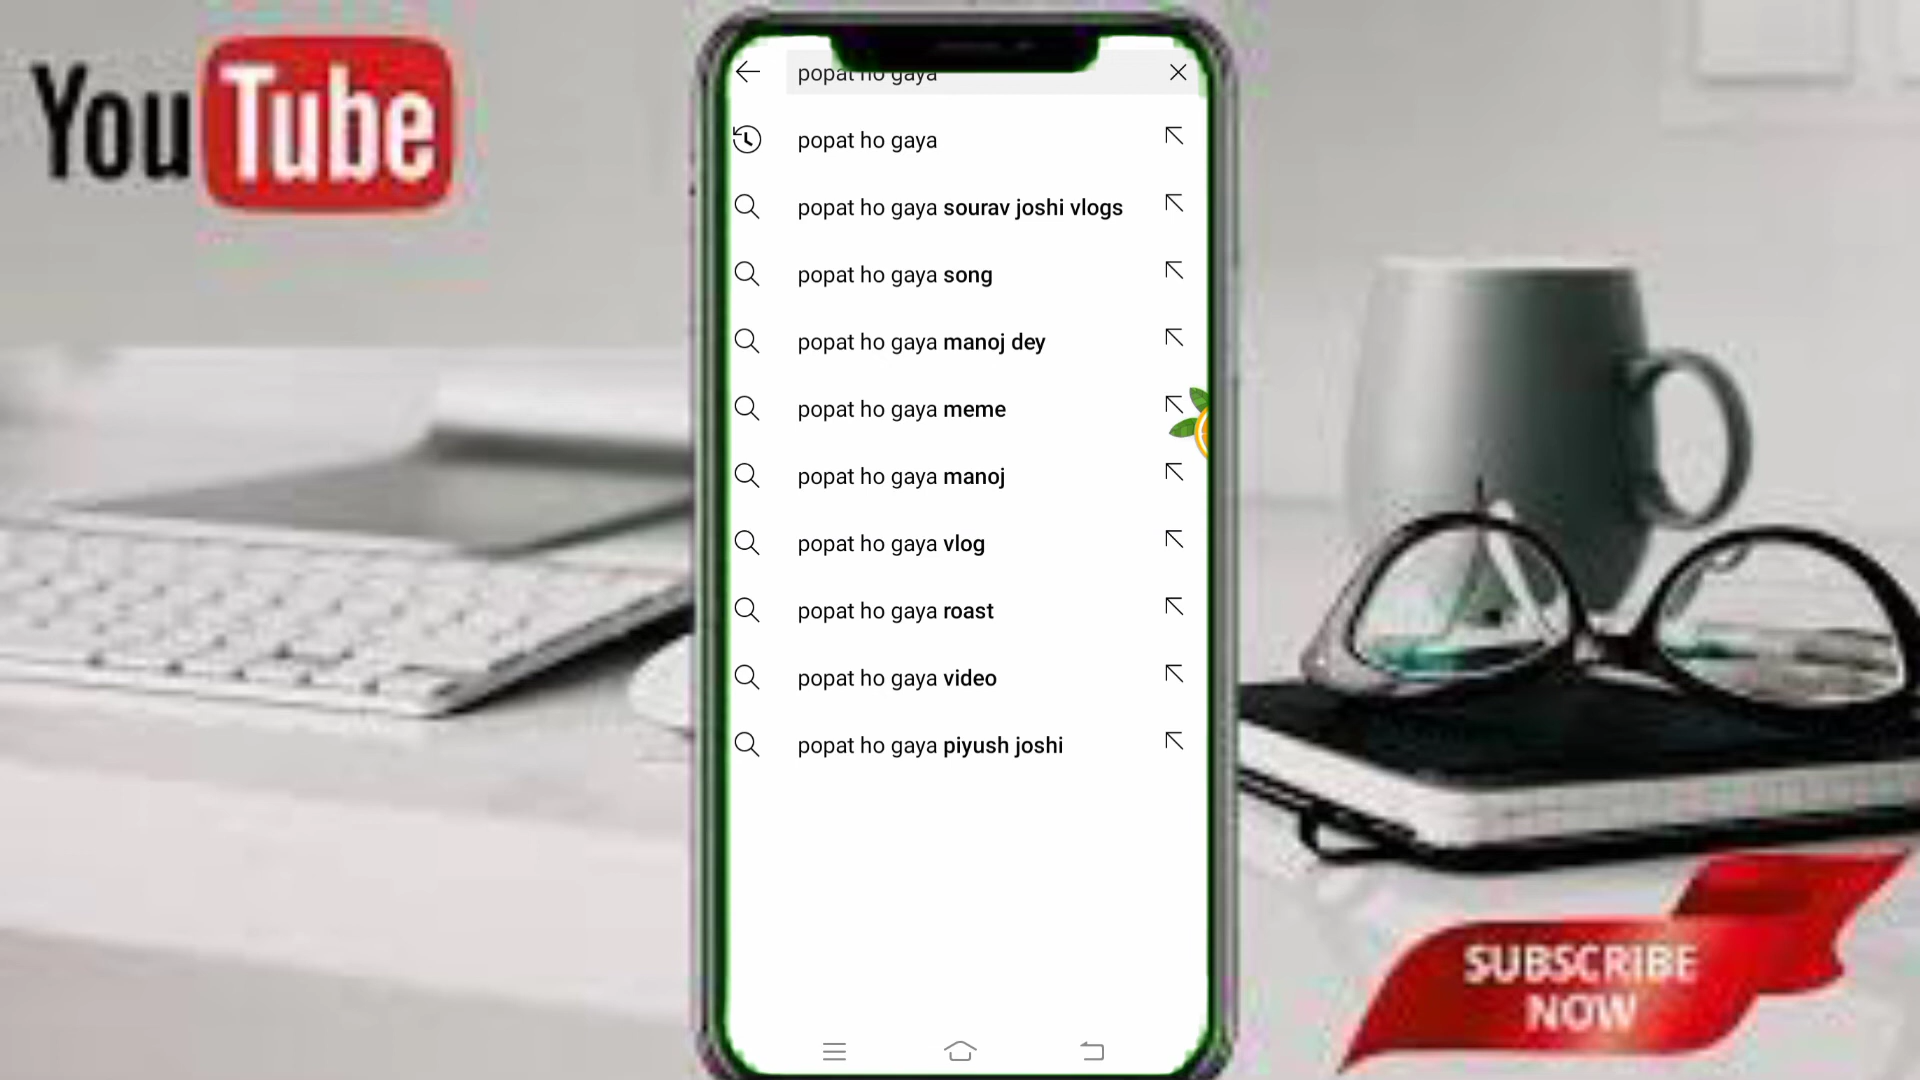 YouTube
popat ho gaya
popat ho gaya
popat ho gaya sourav joshi vlogs
popat ho gaya song
popat ho gaya manoj dey
popat ho gaya meme
popat ho gaya manoj
popat ho gaya vlog
popat ho gaya roast
popat ho gaya video
popat ho gaya piyush joshi
SUBSCRIBE
NOW